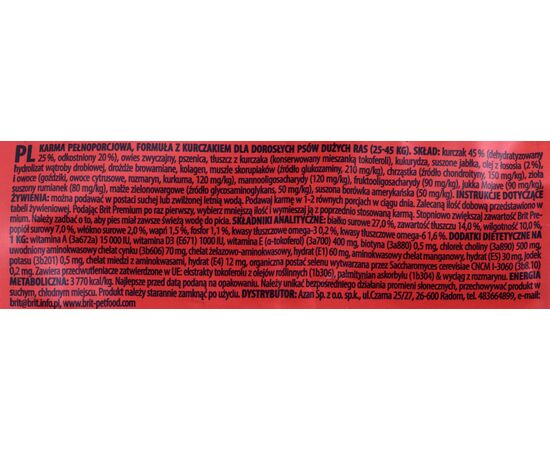 PL KARMA PEŁNOPORCJOWA, FORMUŁA Z KURCZAKIEM DLA DOROSŁYCH PSÓW DUŻYCH RAS (25-45 KG). SKŁAD: kurczak 45 % (dehydratyzowany
25 %, odkostniony 20 %), owies zwyczajny, pszenica, tłuszcz z kurczaka (konserwowany mieszanką tokoferoli), kukurydza, suszone jabłka, olej z łososia (2 %),
hydrolizat wątroby drobiowej, drożdże browarniane, kolagen, muszle skorupiaków (źródło glukozaminy, 210 mg/kg), chrząstka (źródło chondroityny, 150 mg/kg), zioła
i owoce (goździki, owoce cytrusowe, rozmaryn, kurkuma, 120 mg/kg), mannooligosacharydy (120 mg/kg), fruktooligosacharydy (90 mg/kg), jukka Mojave (90 mg/kg),
suszony rumianek (80 mg/kg), małże zielonowargowe (źródło glycosaminoglykany, 50 mg/kg), suszona borówka amerykańska (50 mg/kg). INSTRUKCJE DOTYCZĄCE
ŻYWIENIA: można podawać w postaci suchej lub zwilżonej letnią wodą. Podawaj karmę w 1-2 równych porcjach w ciągu dnia. Zalecaną ilość dobową przedstawiono w
tabeli żywieniowej. Podając Brit Premium po raz pierwszy, wybierz mniejszą ilość i wymieszaj ją z poprzednio stosowaną karmą. Stopniowo zwiększaj zawartość Brit Pre-
mium. Należy zadbać o to, aby pies miał zawsze świeżą wodę do picia. SKŁADNIKI ANALITYCZNE: białko surowe 27,0 %, zawartość tłuszczu 14,0 %, wilgotność 10,0 %,
popiół surowy 7,0 %, włókno surowe 2,0 %, wapń 1,5 %, fosfor 1,1 %, kwasy tłuszczowe omega-3 0,2 %, kwasy tłuszczowe omega-6 1,6 %. DODATKI DIETETYCZNE NA
1 KG: witamina A (3a672a) 15 000 IU, witamina D3 (E671) 1000 IU, witamina E (α-tokoferol) (3a700) 400 mg, biotyna (3a880) 0,5 mg, chlorek choliny (3a890) 500 mg,
uwodniony aminokwasowy chelat cynku (3b606) 70 mg, chelat żelazowo-aminokwasowy, hydrat (E1) 60 mg, aminokwasowy chelat manganowy, hydrat (E5) 30 mg, jodek
potasu (3b201) 0,5 mg, chelat miedzi z aminokwasami, hydrat (E4) 12 mg, organiczna postać selenu wytwarzanego przez Saccharomyces cerevisiae CNCM I-3060 (3b8.10)
0,2 mg. Zawiera przeciwutleniacze zatwierdzone w UE: ekstrakty tokoferolu z olejów roślinnych (1b306), palmitynian askorbylu (1b304) & wyciąg z rozmarynu. ENERGIA
METABOLICZNA: 3 770 kcal/kg. Najlepsze przed datą podaną na opakowaniu. Należy unikać bezpośredniego działania promieni słonecznych, przechowywać produkt w
suchym, chłodnym miejscu. Produkt należy starannie zamknąć po użyciu. DYSTRYBUTOR: Azan Sp. z o.o. sp.k., ul.Czarna 25/27, 26-600 Radom, tel. 483664899, e-mail:
brit@brit.info.pl, www.brit-petfood.com